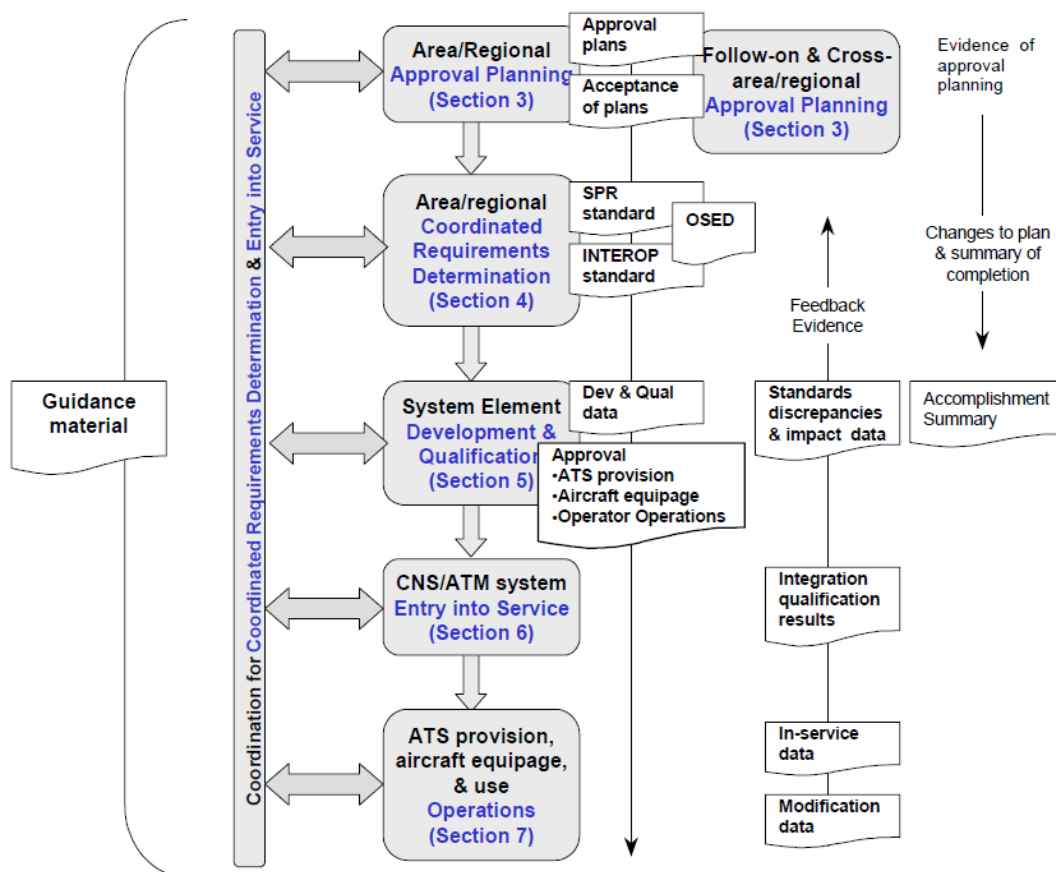 Area/Regional
Approval Planning
(Section 3)
Approval
plans
Acceptance
of plans
Follow-on & Cross-
area/regional
Approval Planning
(Section 3)
Evidence of
approval
planning
Coordination for Coordinated Requirements Determination & Entry into Service
Area/regional
Coordinated
Requirements
Determination
(Section 4)
SPR
standard
OSED
INTEROP
standard
Changes to plan
& summary of
completion
Feedback
Evidence
Guidance
material
System Element
Development &
Qualification
(Section 5)
Dev & Qual
data
Approval
•ATS provision
•Aircraft equipage
•Operator Operations
Standards
discrepancies
& impact data
Accomplishment
Summary
CNS/ATM system
Entry into Service
(Section 6)
Integration
qualification
results
ATS provision,
aircraft equipage,
& use
Operations
(Section 7)
In-service
data
Modification
data